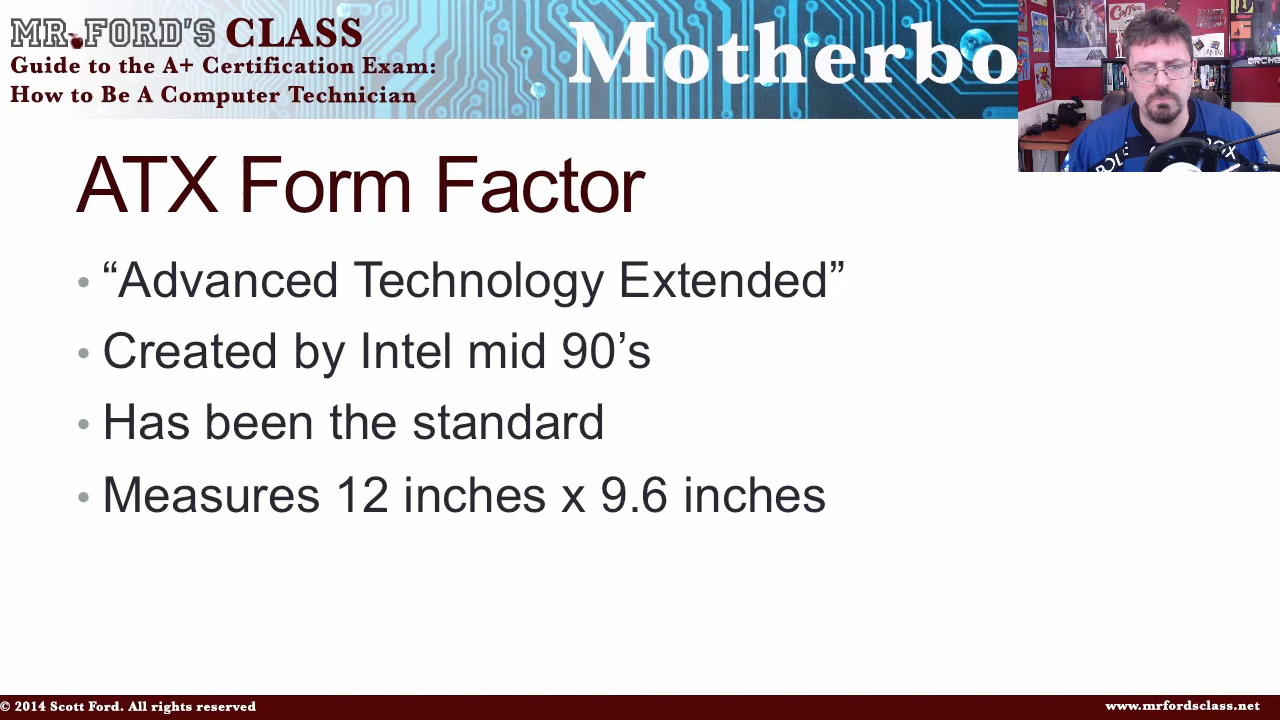 MR.FORD'S CLASS
Guide to the A+ Certification Exam:
How to Be A Computer Technician
Motherbo
Coffee
ATX Form Factor
• “Advanced Technology Extended”
• Created by Intel mid 90’s
• Has been the standard
• Measures 12 inches x 9.6 inches
© 2014 Scott Ford. All rights reserved
www.mrfordsclass.net